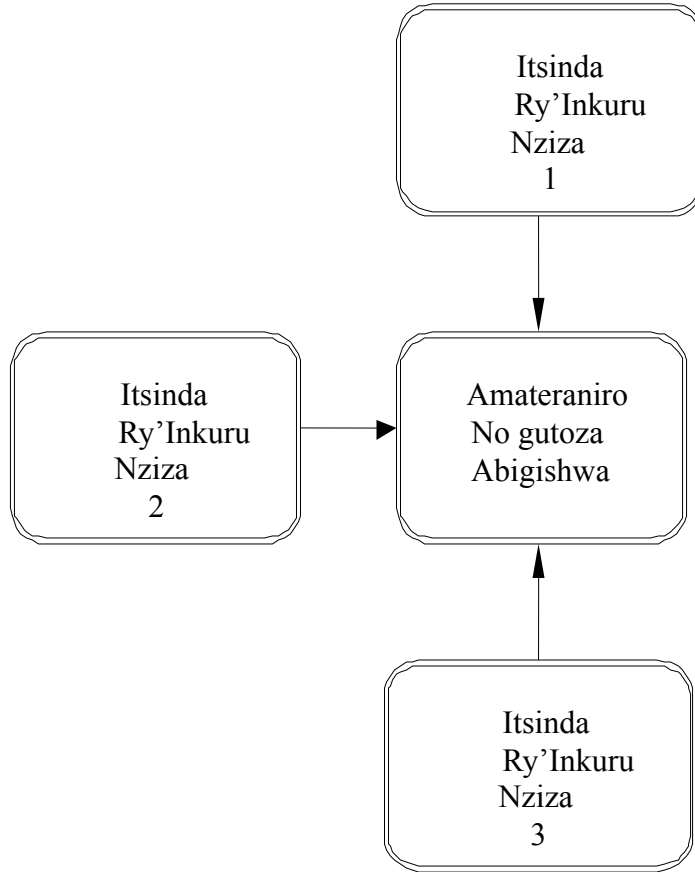 Itsinda
Ry’Inkuru
Nziza
1
Itsinda
Ry’Inkuru
Nziza
2
Amateraniro
No gutoza
Abigishwa
Itsinda
Ry’Inkuru
Nziza
3